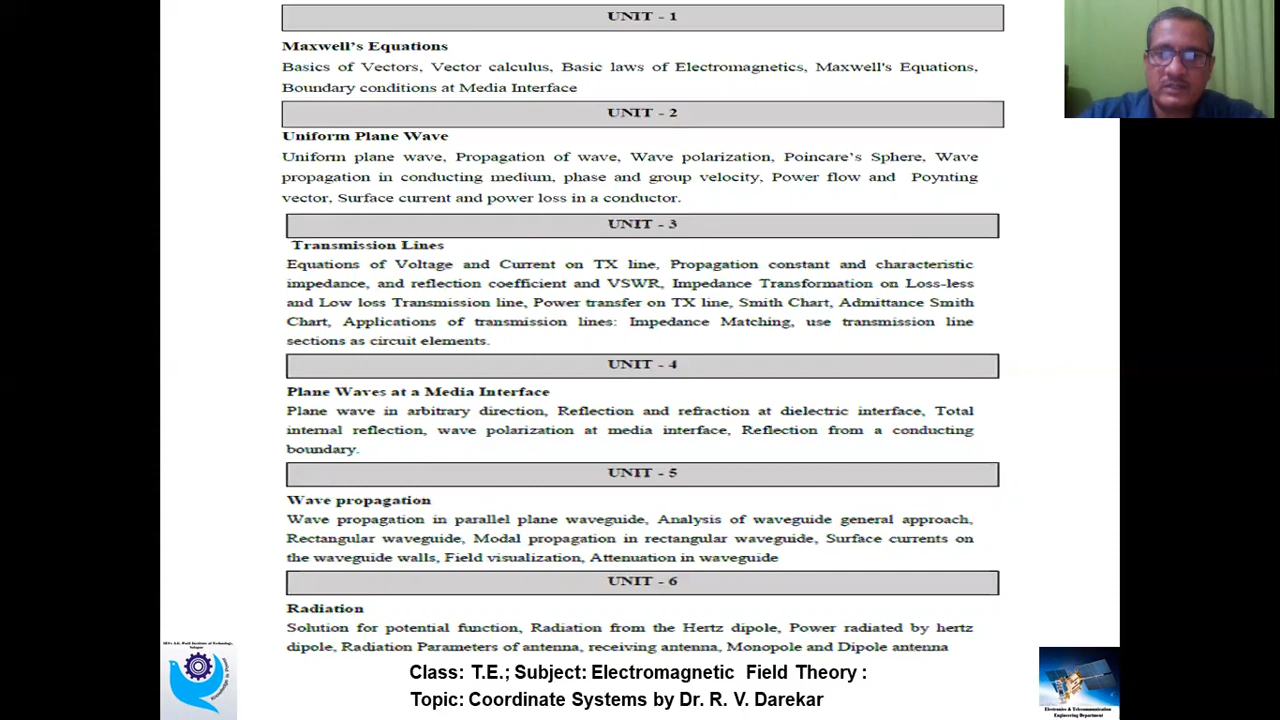 UNIT - 1
Maxwell's Equations
Basics of Vectors, Vector calculus, Basic laws of Electromagnetics, Maxwell's Equations,
Boundary conditions at Media Interface
UNIT - 2
Uniform Plane Wave
Uniform plane wave, Propagation of wave, Wave polarization, Poincare's Sphere, Wave
propagation in conducting medium, phase and group velocity, Power flow and Poynting
vector, Surface current and power loss in a conductor.
UNIT - 3
Transmission Lines
Equations of Voltage and Current on TX line, Propagation constant and characteristic
impedance, and reflection coefficient and VSWR, Impedance Transformation on Loss-less
and Low loss Transmission line, Power transfer on TX line, Smith Chart, Admittance Smith
Chart, Applications of transmission lines: Impedance Matching, use transmission line
sections as circuit elements.
UNIT - 4
Plane Waves at a Media Interface
Plane wave in arbitrary direction, Reflection and refraction at dielectric interface, Total
internal reflection, wave polarization at media interface, Reflection from a conducting
boundary.
UNIT - 5
Wave propagation
Wave propagation in parallel plane waveguide, Analysis of waveguide general approach,
Rectangular waveguide, Modal propagation in rectangular waveguide, Surface currents on
the waveguide walls, Field visualization, Attenuation in waveguide
UNIT - 6
Radiation
Solution for potential function, Radiation from the Hertz dipole, Power radiated by hertz
dipole, Radiation Parameters of antenna, receiving antenna, Monopole and Dipole antenna
Class: T.E.; Subject: Electromagnetic Field Theory :
Topic: Coordinate Systems by Dr. R. V. Darekar
Institute of Technology,
Solapur
Knowledge is Power
Electronics & Telecommunication
Engineering Department